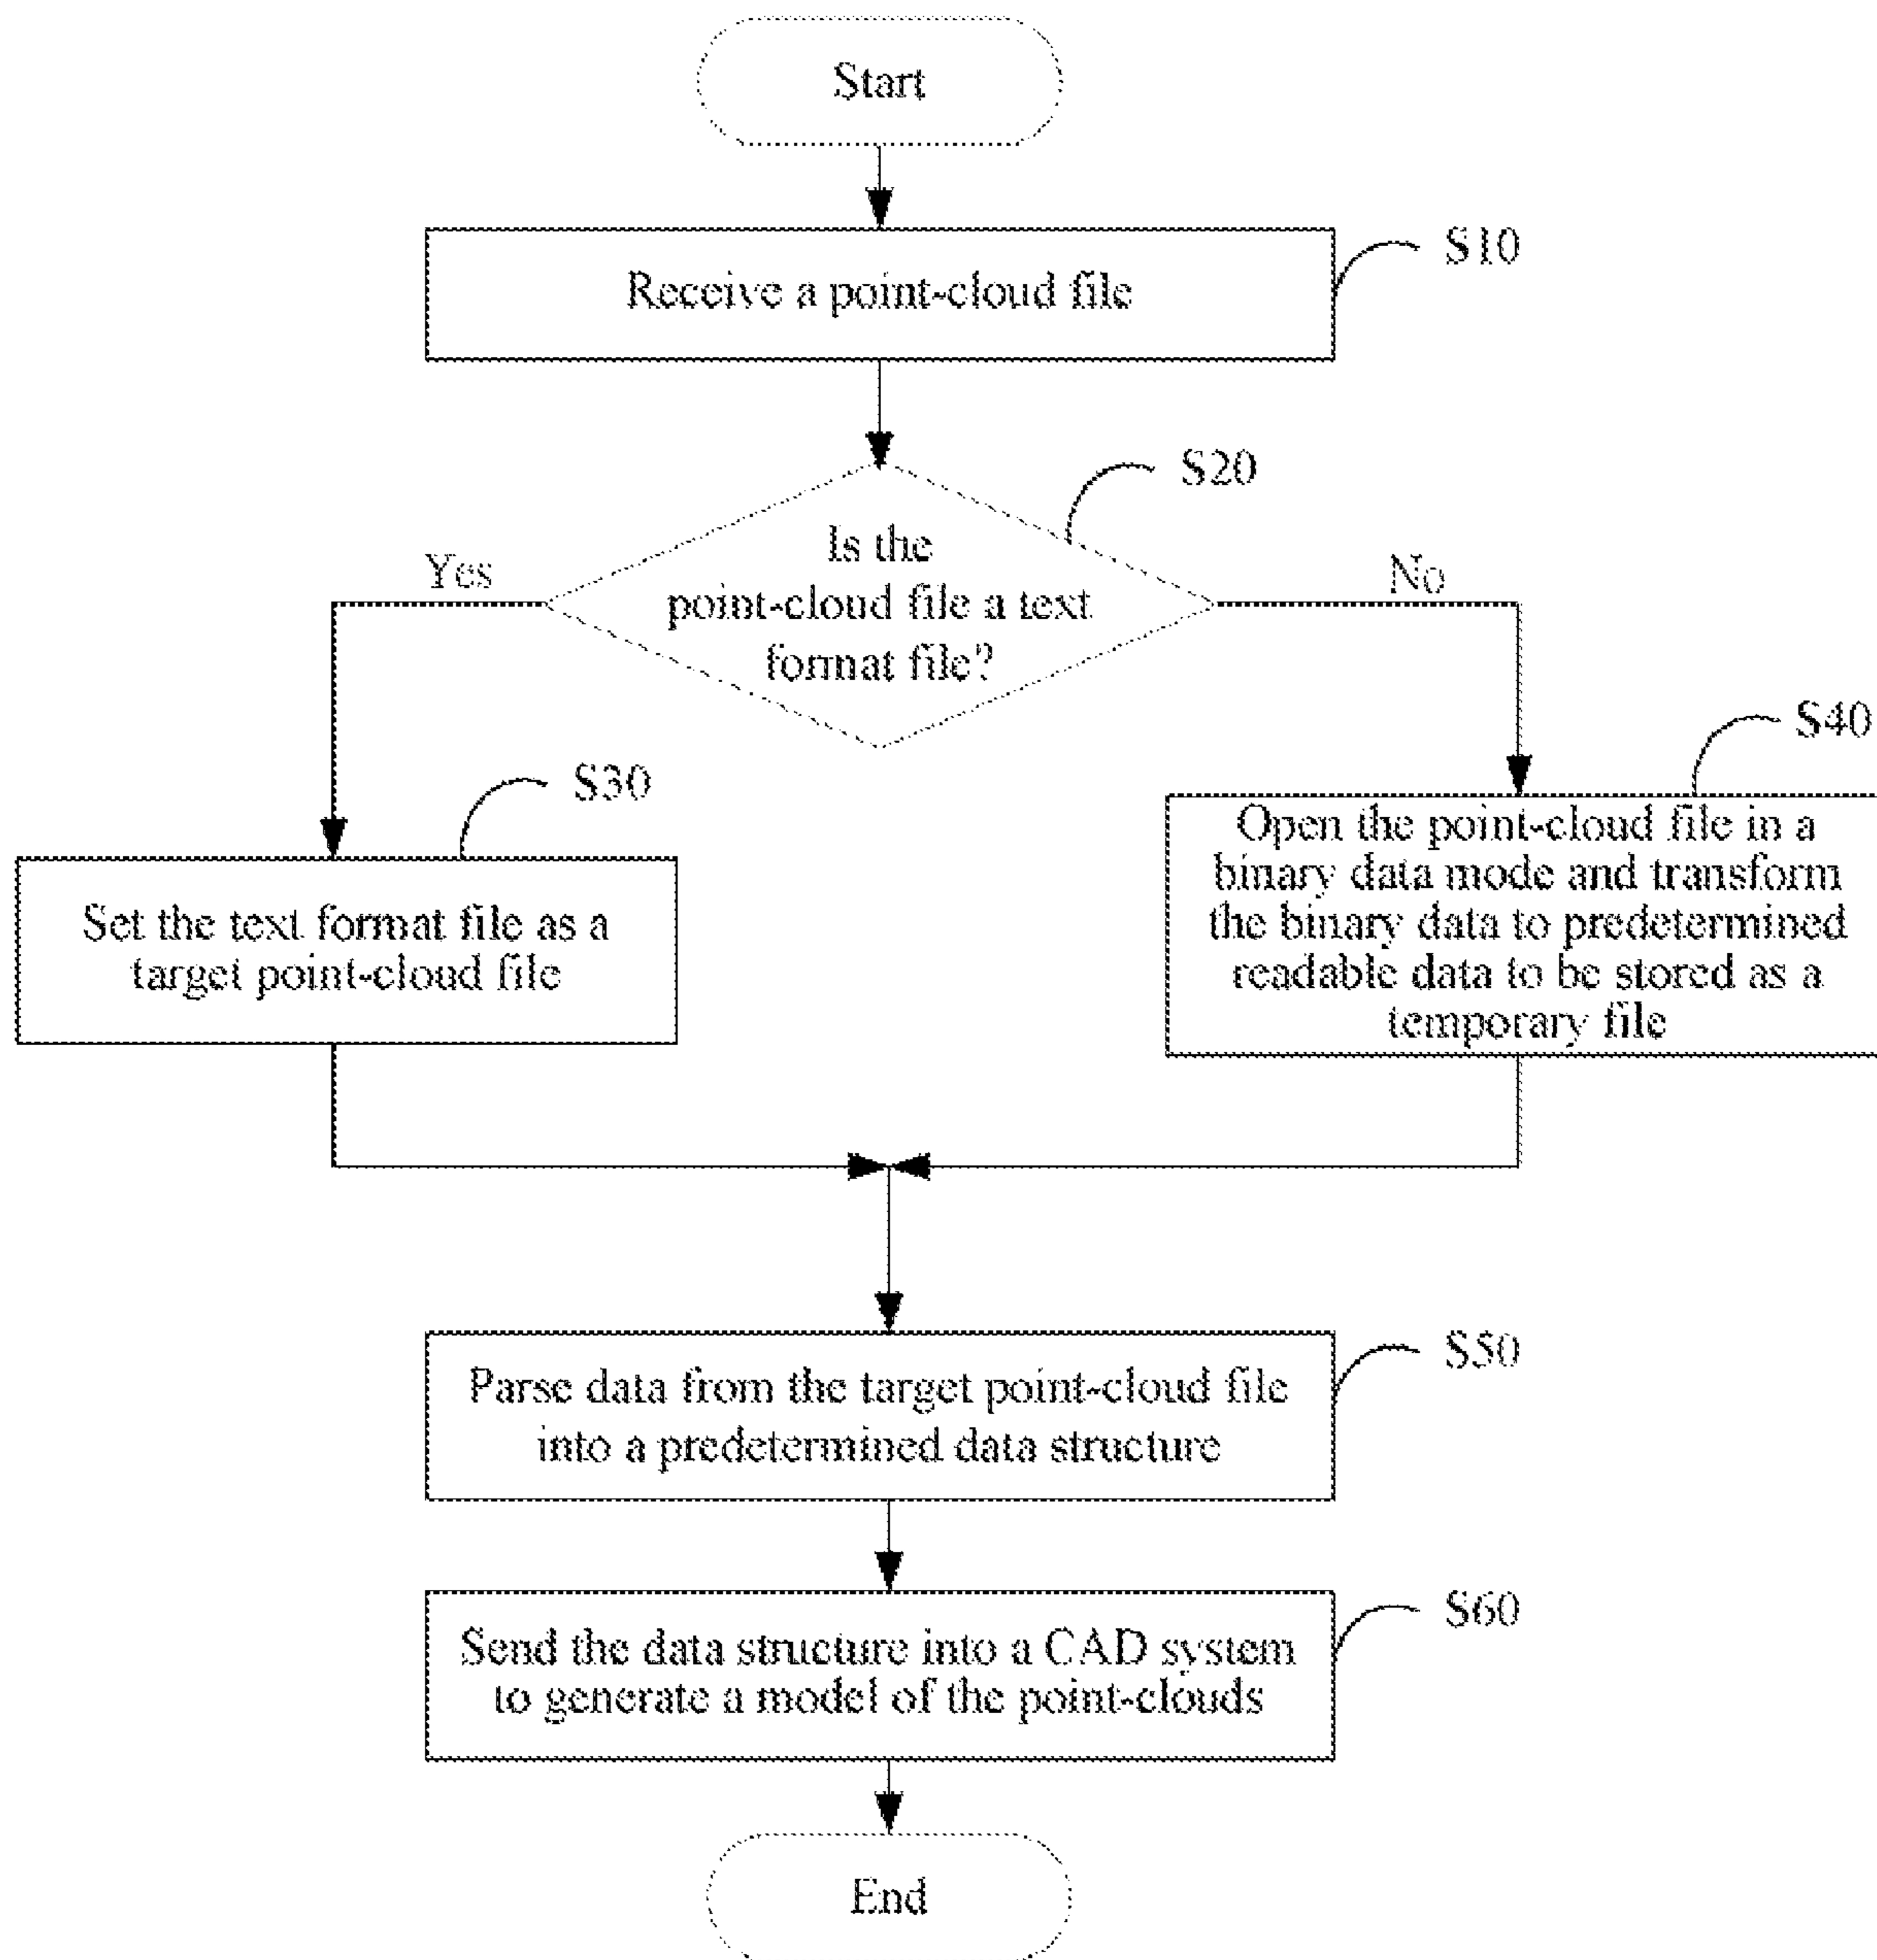 Start
Receive a point-cloud file
S10
Is the
point-cloud file a text
format file?
S20
Yes
No
S30
Set the text format file as a
target point-cloud file
S40
Open the point-cloud file in a
binary data mode and transform
the binary data to predetermined
readable data to be stored as a
temporary file
Parse data from the target point-cloud file
into a predetermined data structure
S50
Send the data structure into a CAD system
to generate a model of the point-clouds
S60
End